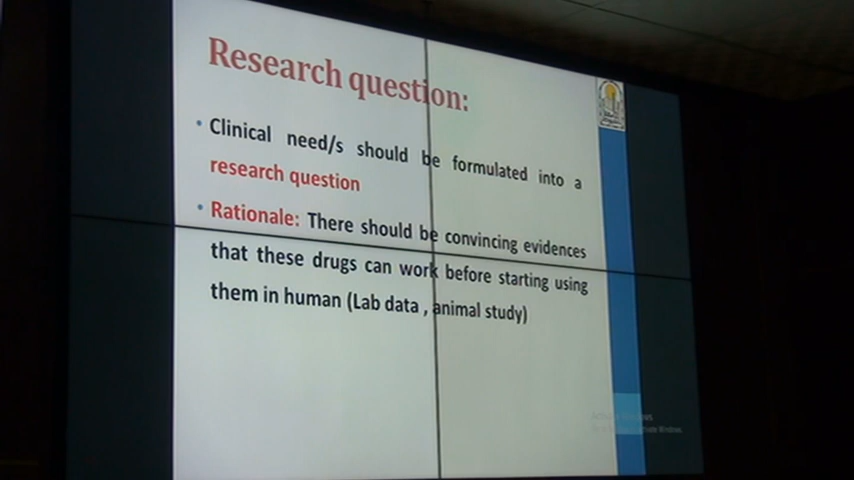 Research question:
• Clinical need/s should be formulated into a
research question
• Rationale: There should be convincing evidences
that these drugs can work before starting using
them in human (Lab data , animal study)